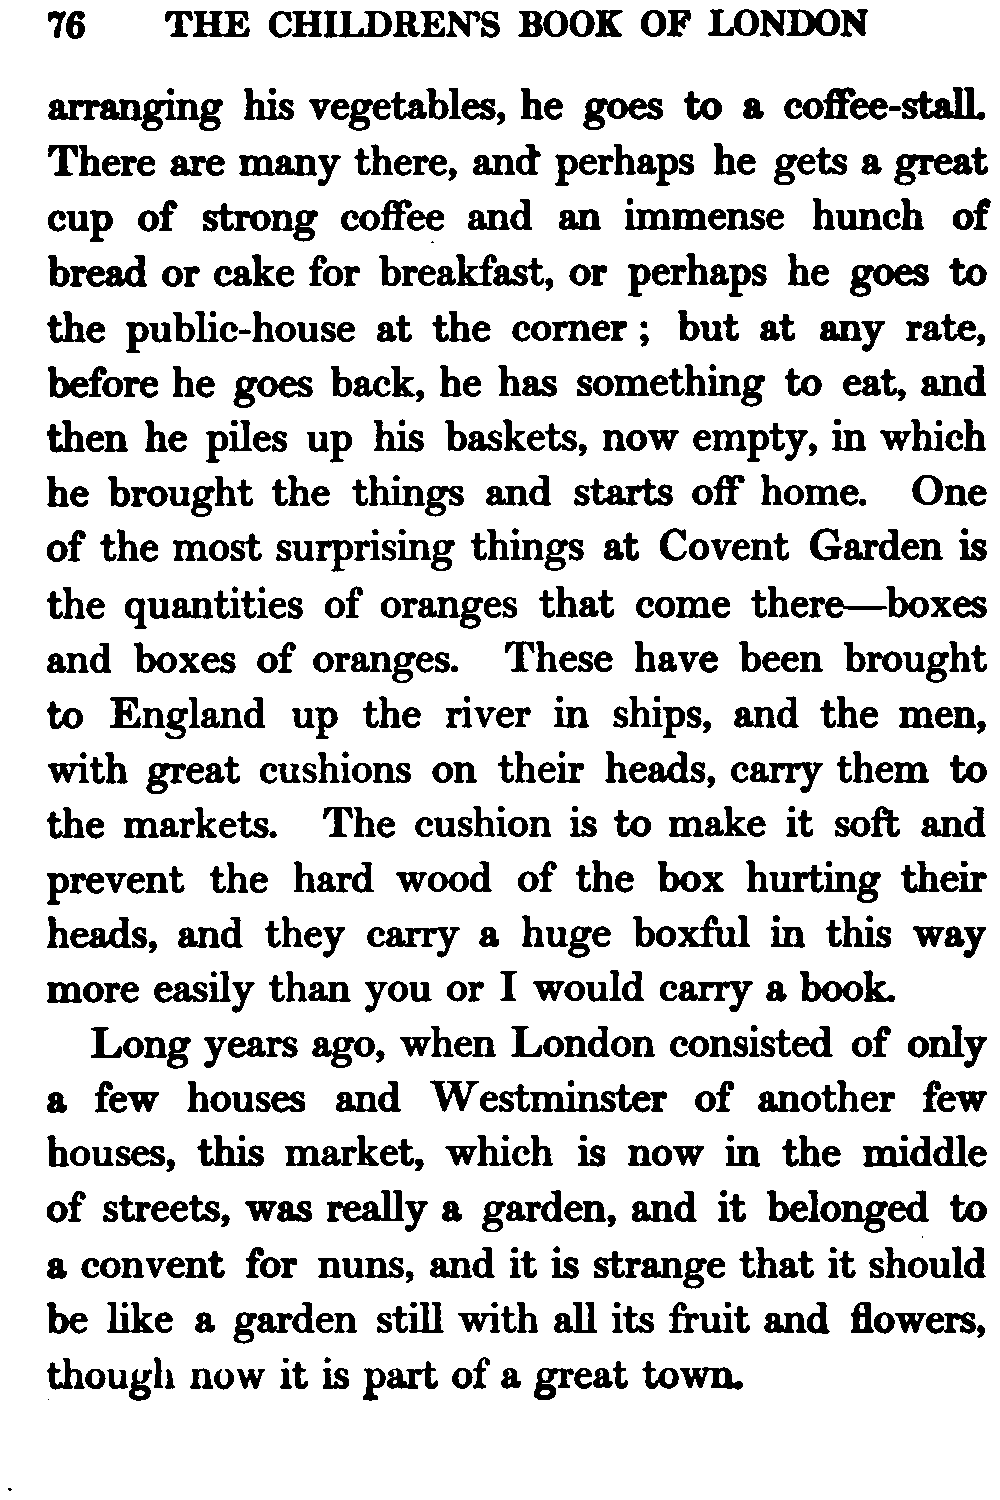 76 THE CHILDREN'S BOOK OF LONDON
arranging his vegetables, he goes to a coffee-stall.
There are many there, and perhaps he gets a great
cup of strong coffee and an immense hunch of
bread or cake for breakfast, or perhaps he goes to
the public-house at the corner; but at any rate,
before he goes back, he has something to eat, and
then he piles up his baskets, now empty, in which
he brought the things and starts off home. One
of the most surprising things at Covent Garden is
the quantities of oranges that come there—boxes
and boxes of oranges. These have been brought
to England up the river in ships, and the men,
with great cushions on their heads, carry them to
the markets. The cushion is to make it soft and
prevent the hard wood of the box hurting their
heads, and they carry a huge boxful in this way
more easily than you or I would carry a book.
Long years ago, when London consisted of only
a few houses and Westminster of another few
houses, this market, which is now in the middle
of streets, was really a garden, and it belonged to
a convent for nuns, and it is strange that it should
be like a garden still with all its fruit and flowers,
though now it is part of a great town.